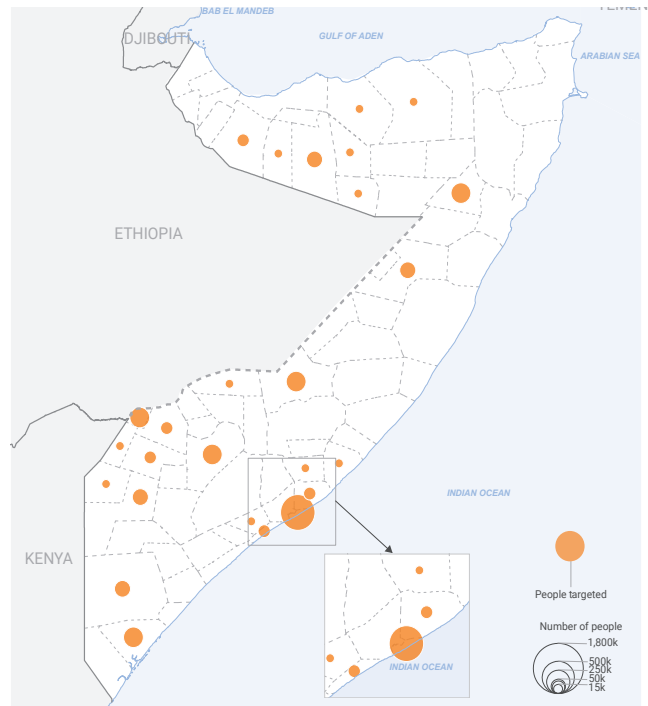 YEMEN
BAB EL MANDEB
DJIBOUTI
GULF OF ADEN
ARABIAN SEA
ETHIOPIA
INDIAN OCEAN
KENYA
People targeted
Number of people
1,800k
500k
250k
50k
15k
INDIAN OCEAN